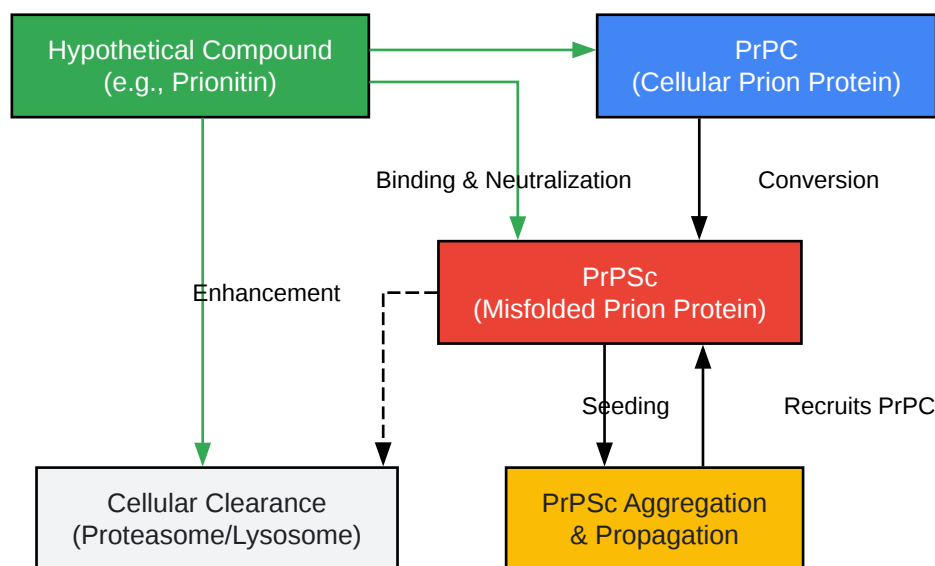 Hypothetical Compound
(e.g., Prionitin)
PrPC
(Cellular Prion Protein)
Binding & Neutralization
Conversion
PrPSc
(Misfolded Prion Protein)
Enhancement
Seeding
Recruits PrPC
Cellular Clearance
(Proteasome/Lysosome)
PrPSc Aggregation
& Propagation